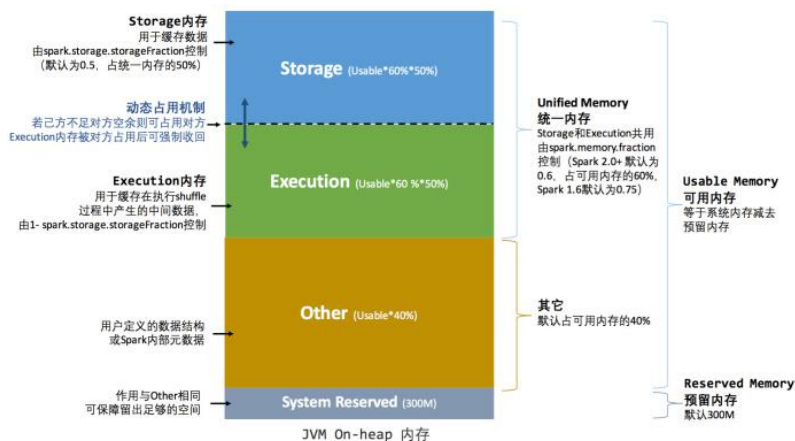 Storage内存
用于缓存数据
由spark.storage.storageFraction控制
（默认为0.5、占统一内存的50%）
动态占用机制
若己方不足对方空余则可占用对方
Execution内存被对方占用后可强制收回
Execution内存
用于缓存在执行shuffle
过程中产生的中间数据，
由1- spark.storage.storageFraction控制
用户定义的数据结构
或Spark内部元数据
作用与Other相同
可保障留出足够的空间
Storage (Usable*60%*50%)
Execution (Usable*60 %*50%)
Other (Usable*40%)
System Reserved (300M)
JVM On-heap 内存
Unified Memory
统一内存
Storage和Execution共用
由spark.memory.fraction
控制（Spark 2.0+ 默认为
0.6、占可用内存的60%、
Spark 1.6默认为0.75）
其它
默认占可用内存的40%
Usable Memory
可用内存
等于系统内存减去
预留内存
Reserved Memory
预留内存
默认300M